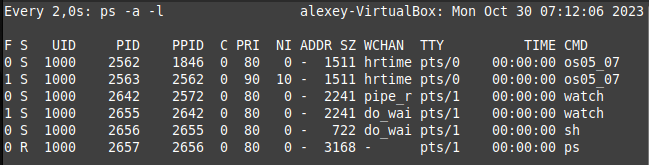 Every 2,0s: ps -a -l alexey-VirtualBox: Mon Oct 30 07:12:06 2023
F S UID PID PPID C PRI NI ADDR SZ WCHAN TTY TIME CMD
0 S 1000 2562 1846 0 80 0 - 1511 hrtime pts/0 00:00:00 os05_07
1 S 1000 2563 2562 0 90 10 - 1511 hrtime pts/0 00:00:00 os05_07
0 S 1000 2642 2572 0 80 0 - 2241 pipe_r pts/1 00:00:00 watch
1 S 1000 2655 2642 0 80 0 - 2241 do_wai pts/1 00:00:00 watch
0 S 1000 2656 2655 0 80 0 - 722 do_wai pts/1 00:00:00 sh
0 R 1000 2657 2656 0 80 0 - 3168 - pts/1 00:00:00 ps